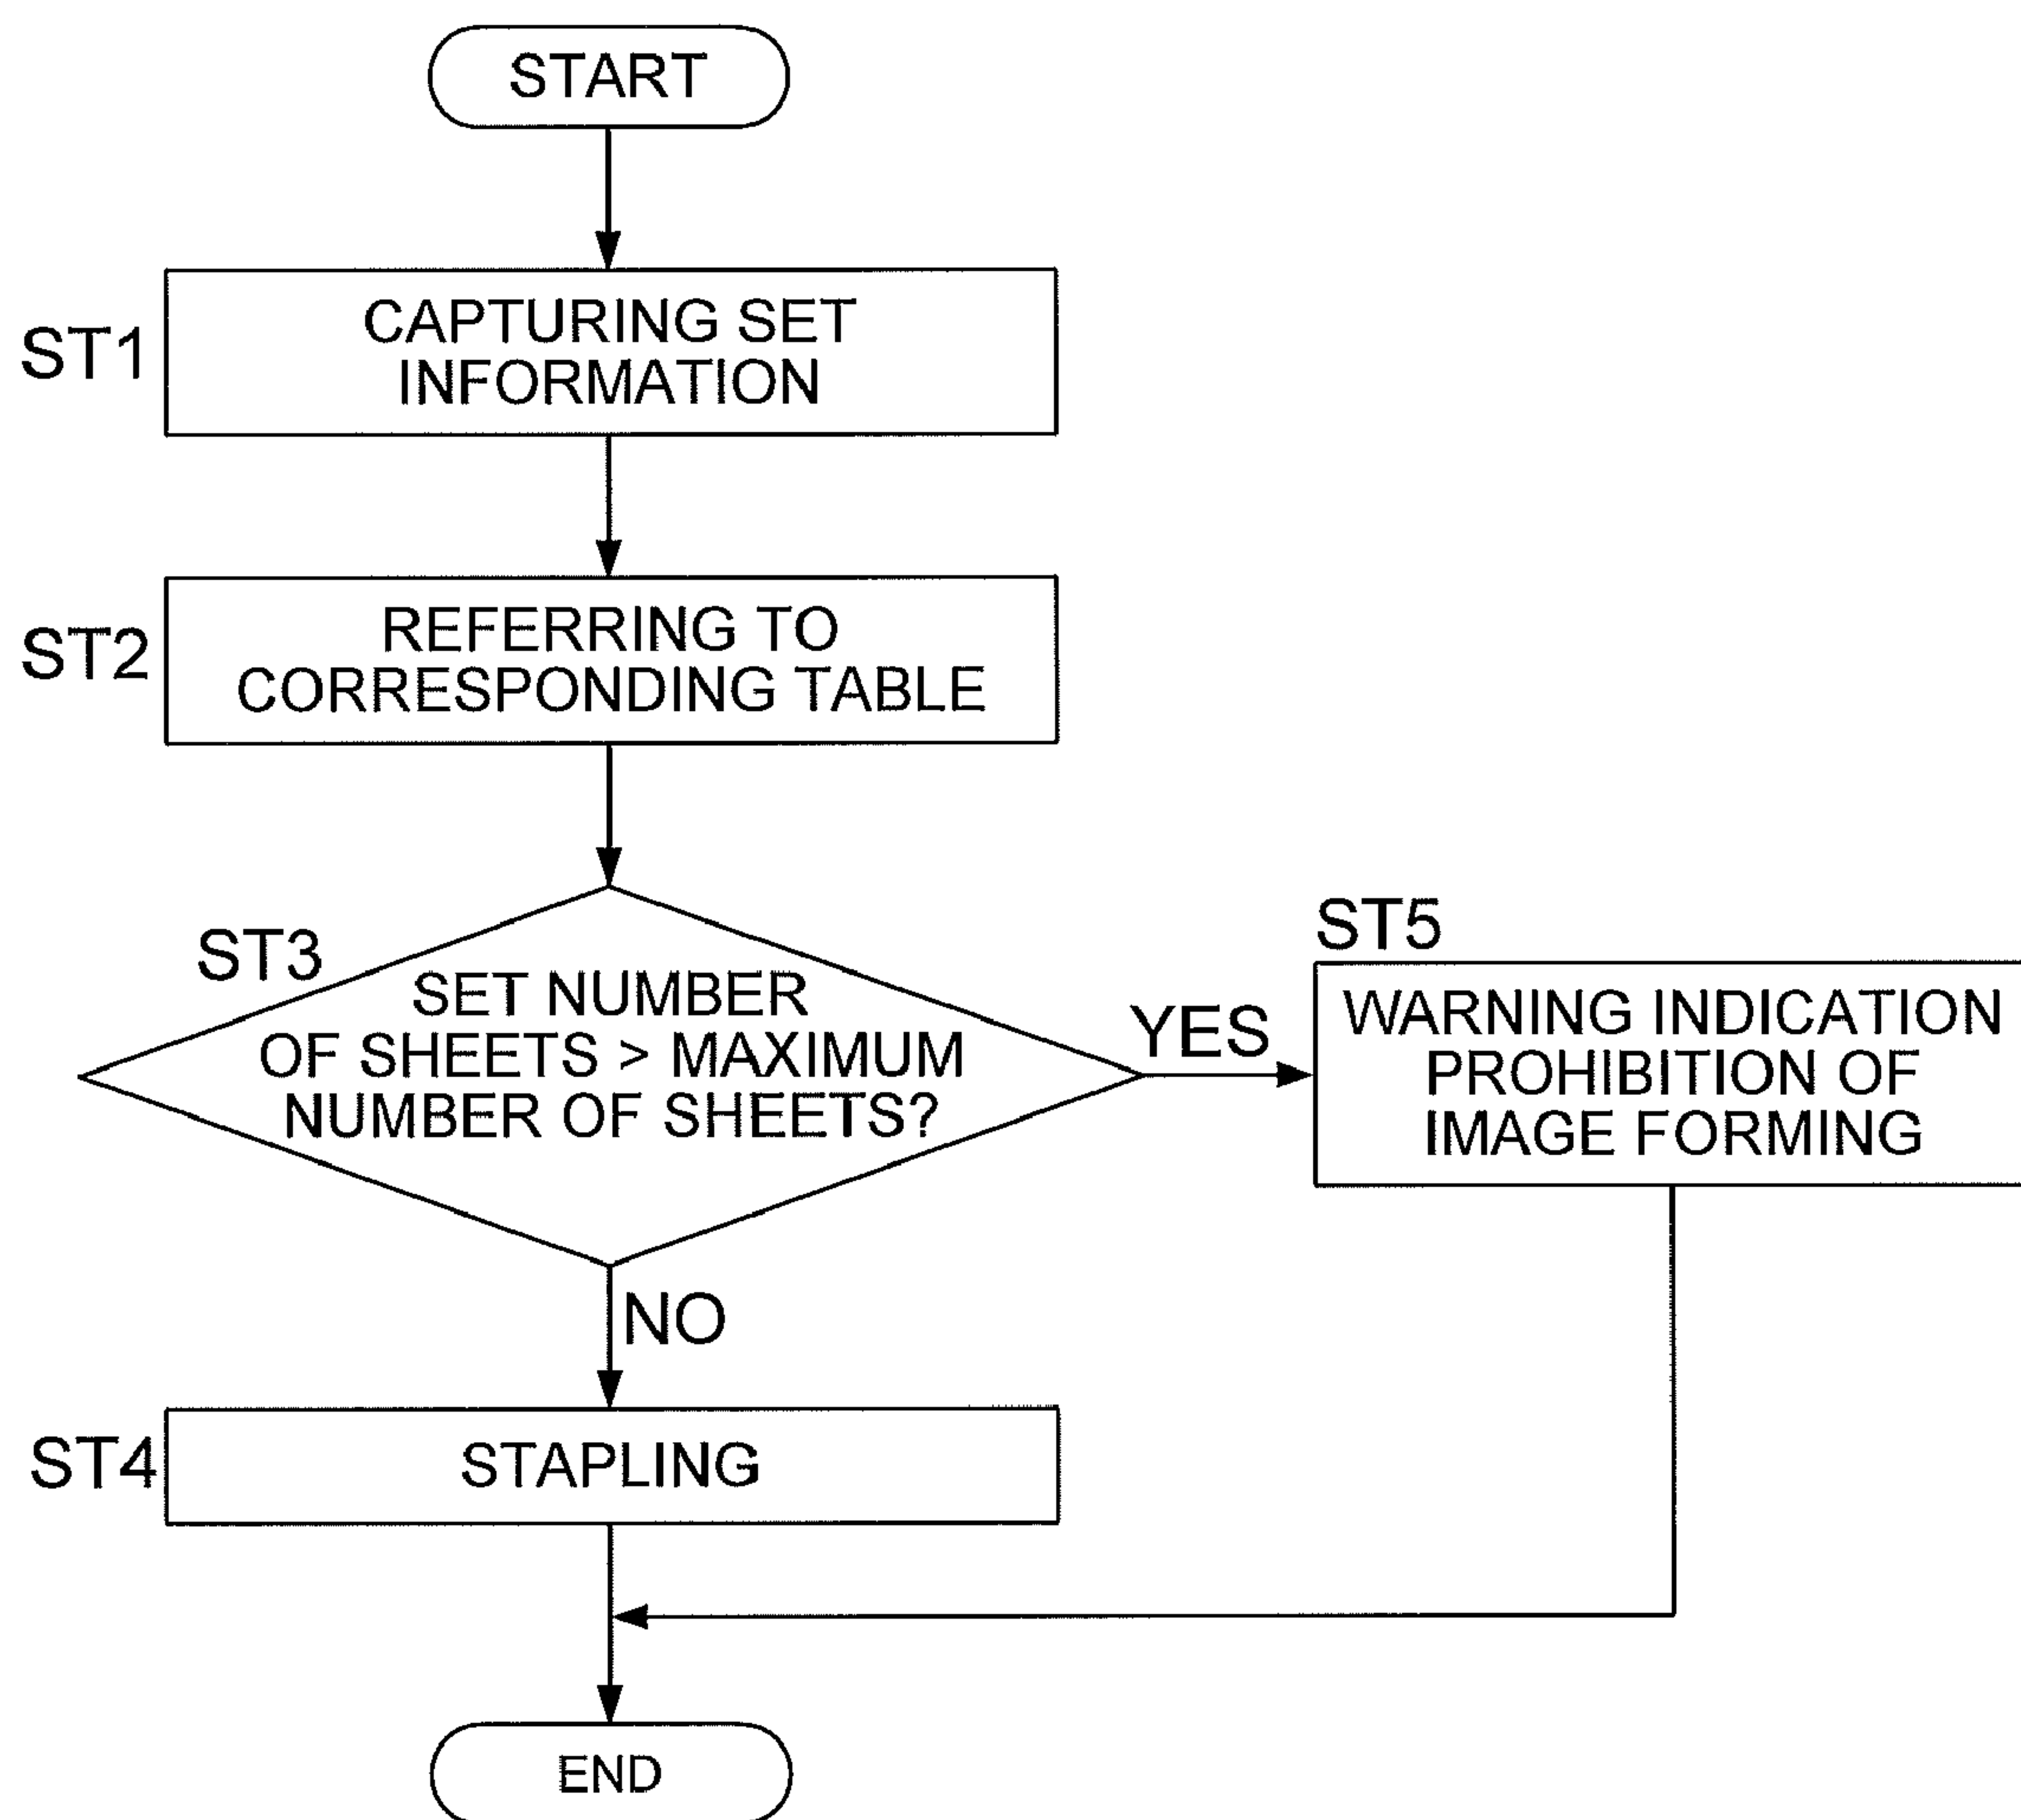 START
ST1
CAPTURING SET
INFORMATION
ST2
REFERRING TO
CORRESPONDING TABLE
ST3
SET NUMBER
OF SHEETS > MAXIMUM
NUMBER OF SHEETS?
YES
ST5
WARNING INDICATION
PROHIBITION OF
IMAGE FORMING
NO
ST4
STAPLING
END